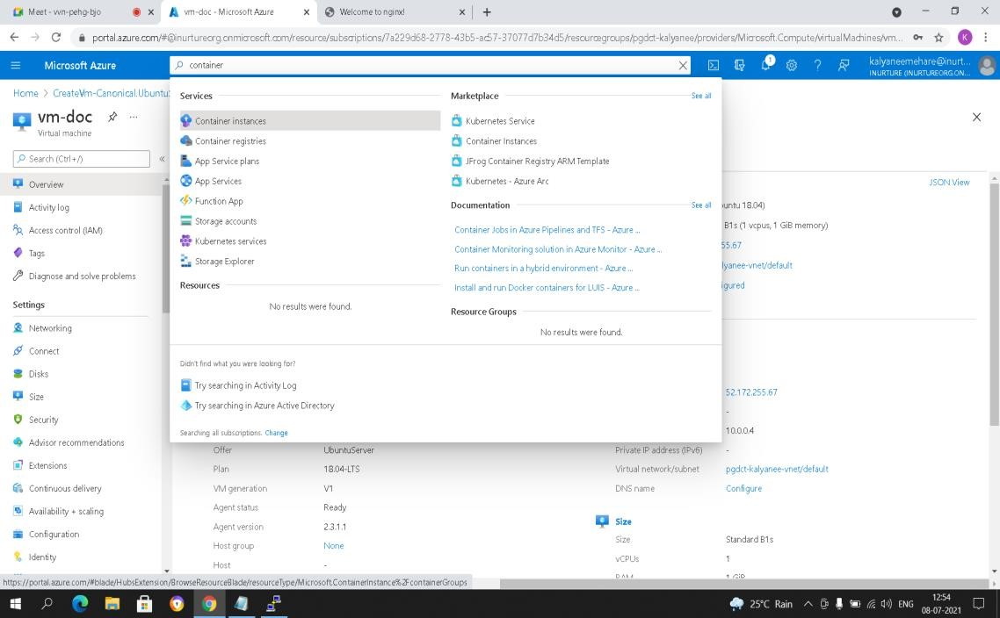 Meet - vvn-pehg-bjo
vm-doc - Microsoft Azure
Welcome to nginx!
portal.azure.com/#@inurtureorg.onmicrosoft.com/resource/subscriptions/7a229d68-2778-43b5-ac57-37077d7b34d5/resourcegroups/pgdct-kalyanee/providers/Microsoft.Compute/virtualMachines/vm...
K
Microsoft Azure
container
1
kalyaneemehare@inurt...
INURTURE (INURTUREORG.ON...
Home > CreateVm-Canonical.Ubuntu
vm-doc
Virtual machine
Search (Ctrl+/)
Overview
Activity log
Access control (IAM)
Tags
Diagnose and solve problems
Settings
Networking
Connect
Disks
Size
Security
Advisor recommendations
Extensions
Continuous delivery
Availability + scaling
Configuration
Identity
Services
Container instances
Container registries
App Service plans
App Services
Function App
Storage accounts
Kubernetes services
Storage Explorer
Resources
No results were found.
Marketplace
See all
Kubernetes Service
Container Instances
JFrog Container Registry ARM Template
Kubernetes - Azure Arc
Documentation
See all
Container Jobs in Azure Pipelines and TFS - Azure ...
Container Monitoring solution in Azure Monitor - Azure ...
Run containers in a hybrid environment - Azure ...
Install and run Docker containers for LUIS - Azure ...
Resource Groups
No results were found.
Didn't find what you were looking for?
Try searching in Activity Log
Try searching in Azure Active Directory
Searching all subscriptions. Change
JSON View
untu 18.04)
B1s (1 vcpus, 1 GiB memory)
55.67
lyanee-vnet/default
igured
52.172.255.67
-
10.0.0.4
Offer
UbuntuServer
Private IP address (IPv6)
-
Plan
18.04-LTS
Virtual network/subnet
pgdct-kalyanee-vnet/default
VM generation
V1
DNS name
Configure
Agent status
Ready
Agent version
2.3.1.1
Size
Host group
None
Size
Standard B1s
Host
-
vCPUs
1
RAM
1 GiB
https://portal.azure.com/#blade/HubsExtension/BrowseResourceBlade/resourceType/Microsoft.ContainerInstance%2FcontainerGroups
25°C Rain
ENG
12:54
08-07-2021